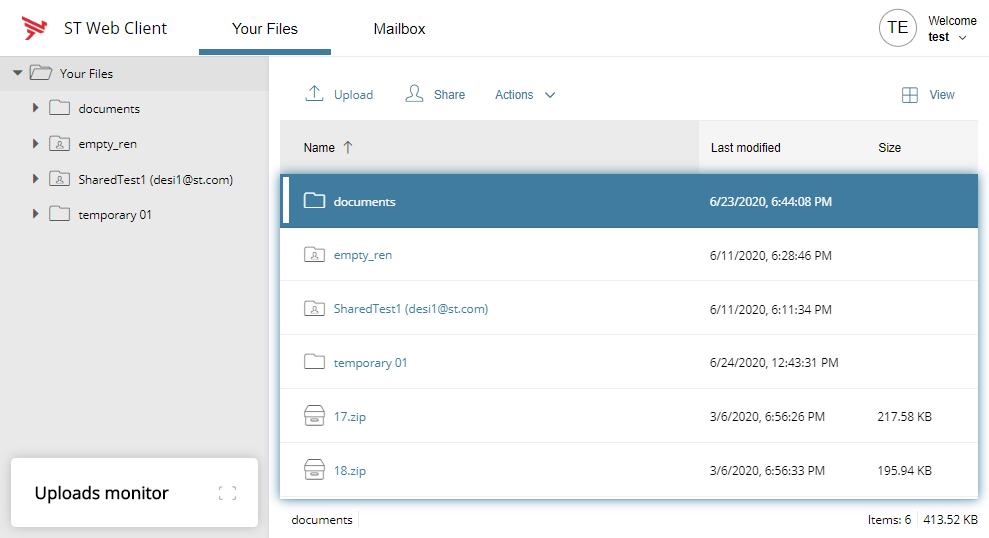 ST Web Client
Your Files
Mailbox
TE
Welcome
test
Your Files
documents
empty_ren
SharedTest1 (desi1@st.com)
temporary 01
Uploads monitor
Upload
Share
Actions
View
Name
Last modified
Size
documents 6/23/2020, 6:44:08 PM
empty_ren 6/11/2020, 6:28:46 PM
SharedTest1 (desi1@st.com) 6/11/2020, 6:11:34 PM
temporary 01 6/24/2020, 12:43:31 PM
17.zip 3/6/2020, 6:56:26 PM 217.58 KB
18.zip 3/6/2020, 6:56:33 PM 195.94 KB
documents
Items: 6 413.52 KB